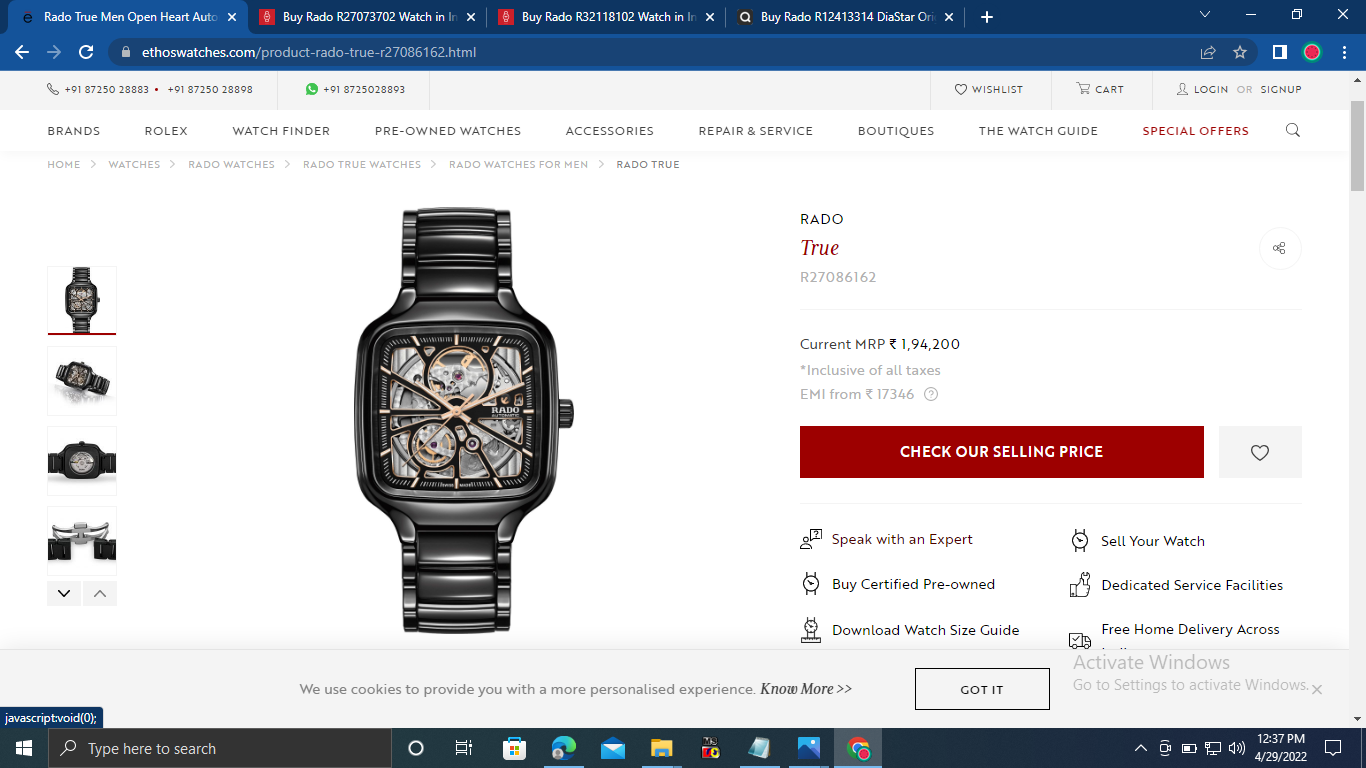 Rado True Men Open Heart Auto
Buy Rado R27073702 Watch in In
Buy Rado R32118102 Watch in In
Buy Rado R12413314 DiaStar Ori
ethoswatches.com/product-rado-true-r27086162.html
+91 87250 28883 • +91 87250 28898
+91 8725028893
WISHLIST
CART
LOGIN OR SIGNUP
BRANDS
ROLEX
WATCH FINDER
PRE-OWNED WATCHES
ACCESSORIES
REPAIR & SERVICE
BOUTIQUES
THE WATCH GUIDE
SPECIAL OFFERS
HOME > WATCHES > RADO WATCHES > RADO TRUE WATCHES > RADO WATCHES FOR MEN > RADO TRUE
RADO
AUTOMATIC
RADO
True
R27086162
Current MRP ₹ 1,94,200
*Inclusive of all taxes
EMI from ₹ 17346 ?
CHECK OUR SELLING PRICE
Speak with an Expert
Sell Your Watch
Buy Certified Pre-owned
Dedicated Service Facilities
Download Watch Size Guide
Free Home Delivery Across
We use cookies to provide you with a more personalised experience. Know More >>
GOT IT
Activate Windows
Go to Settings to activate Windows.
javascript:void(0);
Type here to search
12:37 PM
4/29/2022